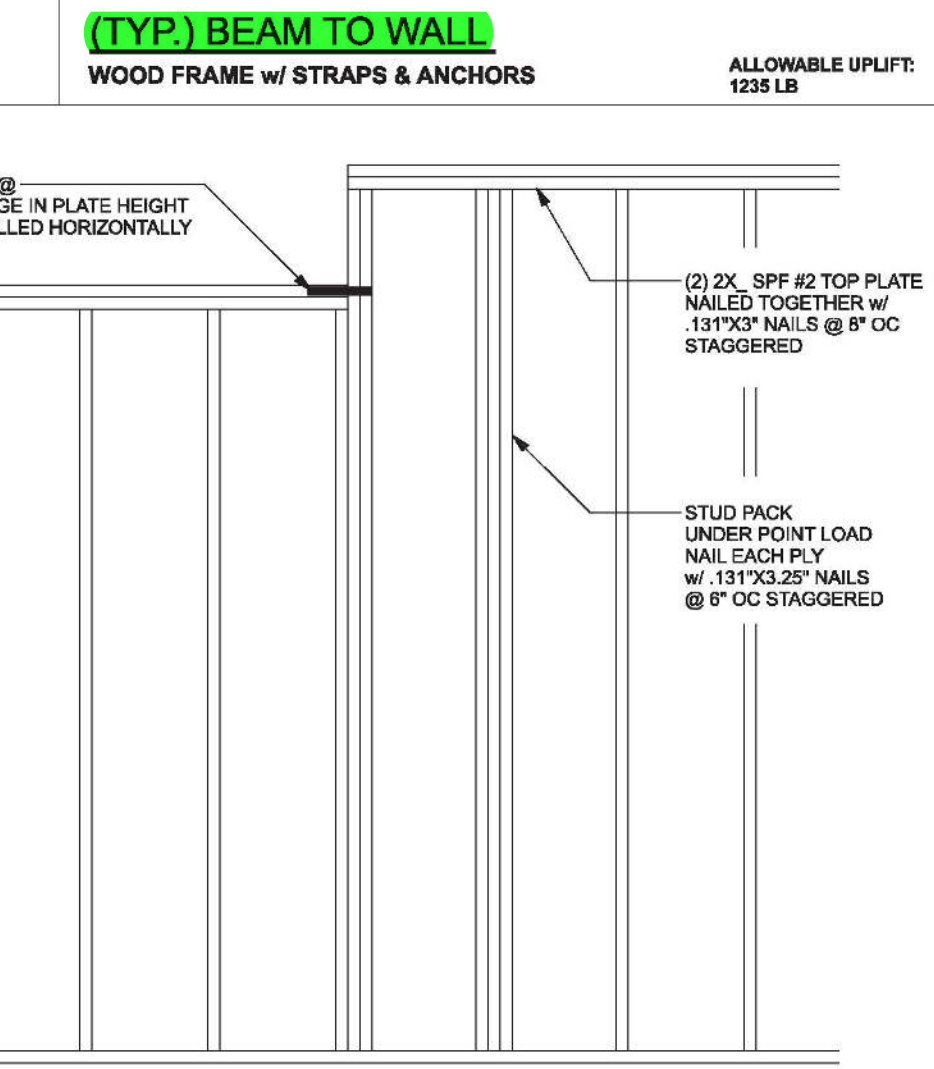 (TYP.) BEAM TO WALL
WOOD FRAME w/ STRAPS & ANCHORS
ALLOWABLE UPLIFT:
1235 LB
@
GE IN PLATE HEIGHT
LLED HORIZONTALLY
(2) 2X_ SPF #2 TOP PLATE
NAILED TOGETHER w/
.131"X3" NAILS @ 8" OC
STAGGERED
STUD PACK
UNDER POINT LOAD
NAIL EACH PLY
w/ .131"X3.25" NAILS
@ 6" OC STAGGERED